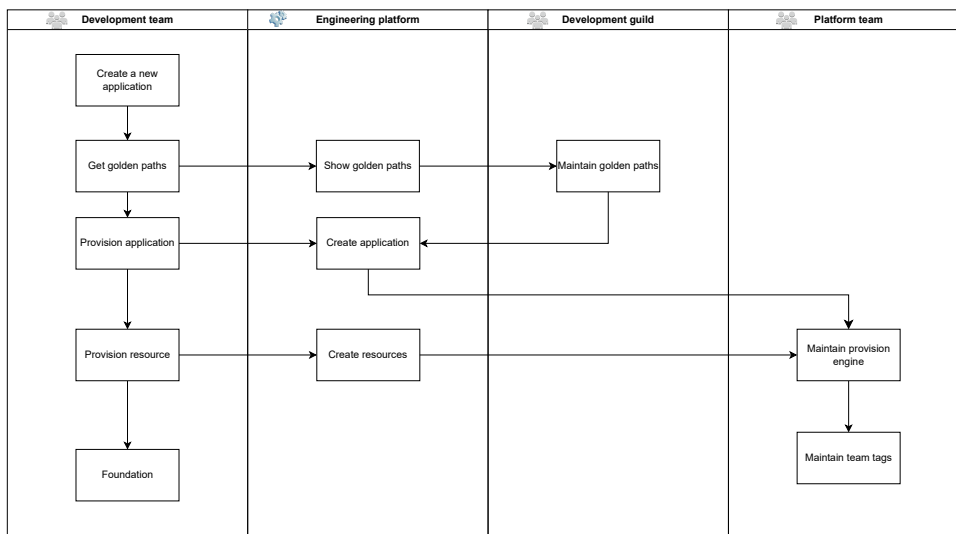 Development team
Engineering platform
Development guild
Platform team
Create a new
application
Get golden paths
Show golden paths
Maintain golden paths
Provision application
Create application
Provision resource
Create resources
Maintain provision
engine
Foundation
Maintain team tags